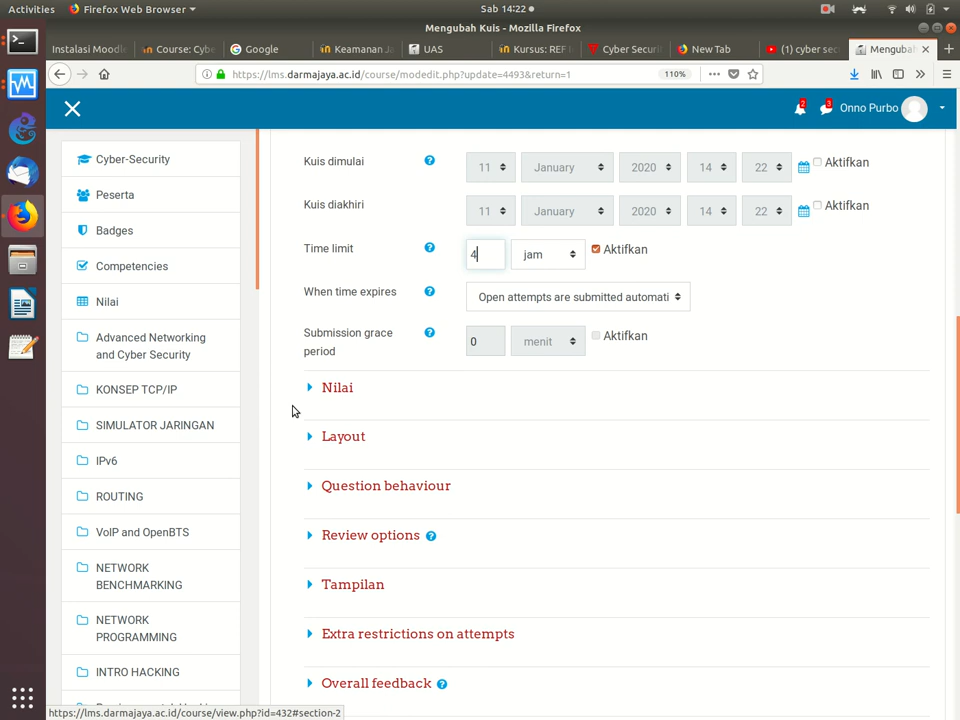 Activities
Firefox Web Browser
Sab 14:22
Mengubah Kuis - Mozilla Firefox
Instalasi Moodl
Course: Cybe
Google
Keamanan Ja
UAS
Kursus: REF
Cyber Securi
New Tab
(1) cyber sec
Mengubah
https://lms.darmajaya.ac.id/course/modedit.php?update=4493&return=1
110%
2
3
Onno Purbo
Cyber-Security
Peserta
Badges
Competencies
Nilai
Advanced Networking
and Cyber Security
KONSEP TCP/IP
SIMULATOR JARINGAN
IPv6
ROUTING
VoIP and OpenBTS
NETWORK
BENCHMARKING
NETWORK
PROGRAMMING
INTRO HACKING
Kuis dimulai
11 January 2020 14 22 Aktifkan
Kuis diakhiri
11 January 2020 14 22 Aktifkan
Time limit
4 jam Aktifkan
When time expires
Open attempts are submitted automati
Submission grace
period
0 menit Aktifkan
Nilai
Layout
Question behaviour
Review options
Tampilan
Extra restrictions on attempts
Overall feedback
https://lms.darmajaya.ac.id/course/view.php?id=432#section-2